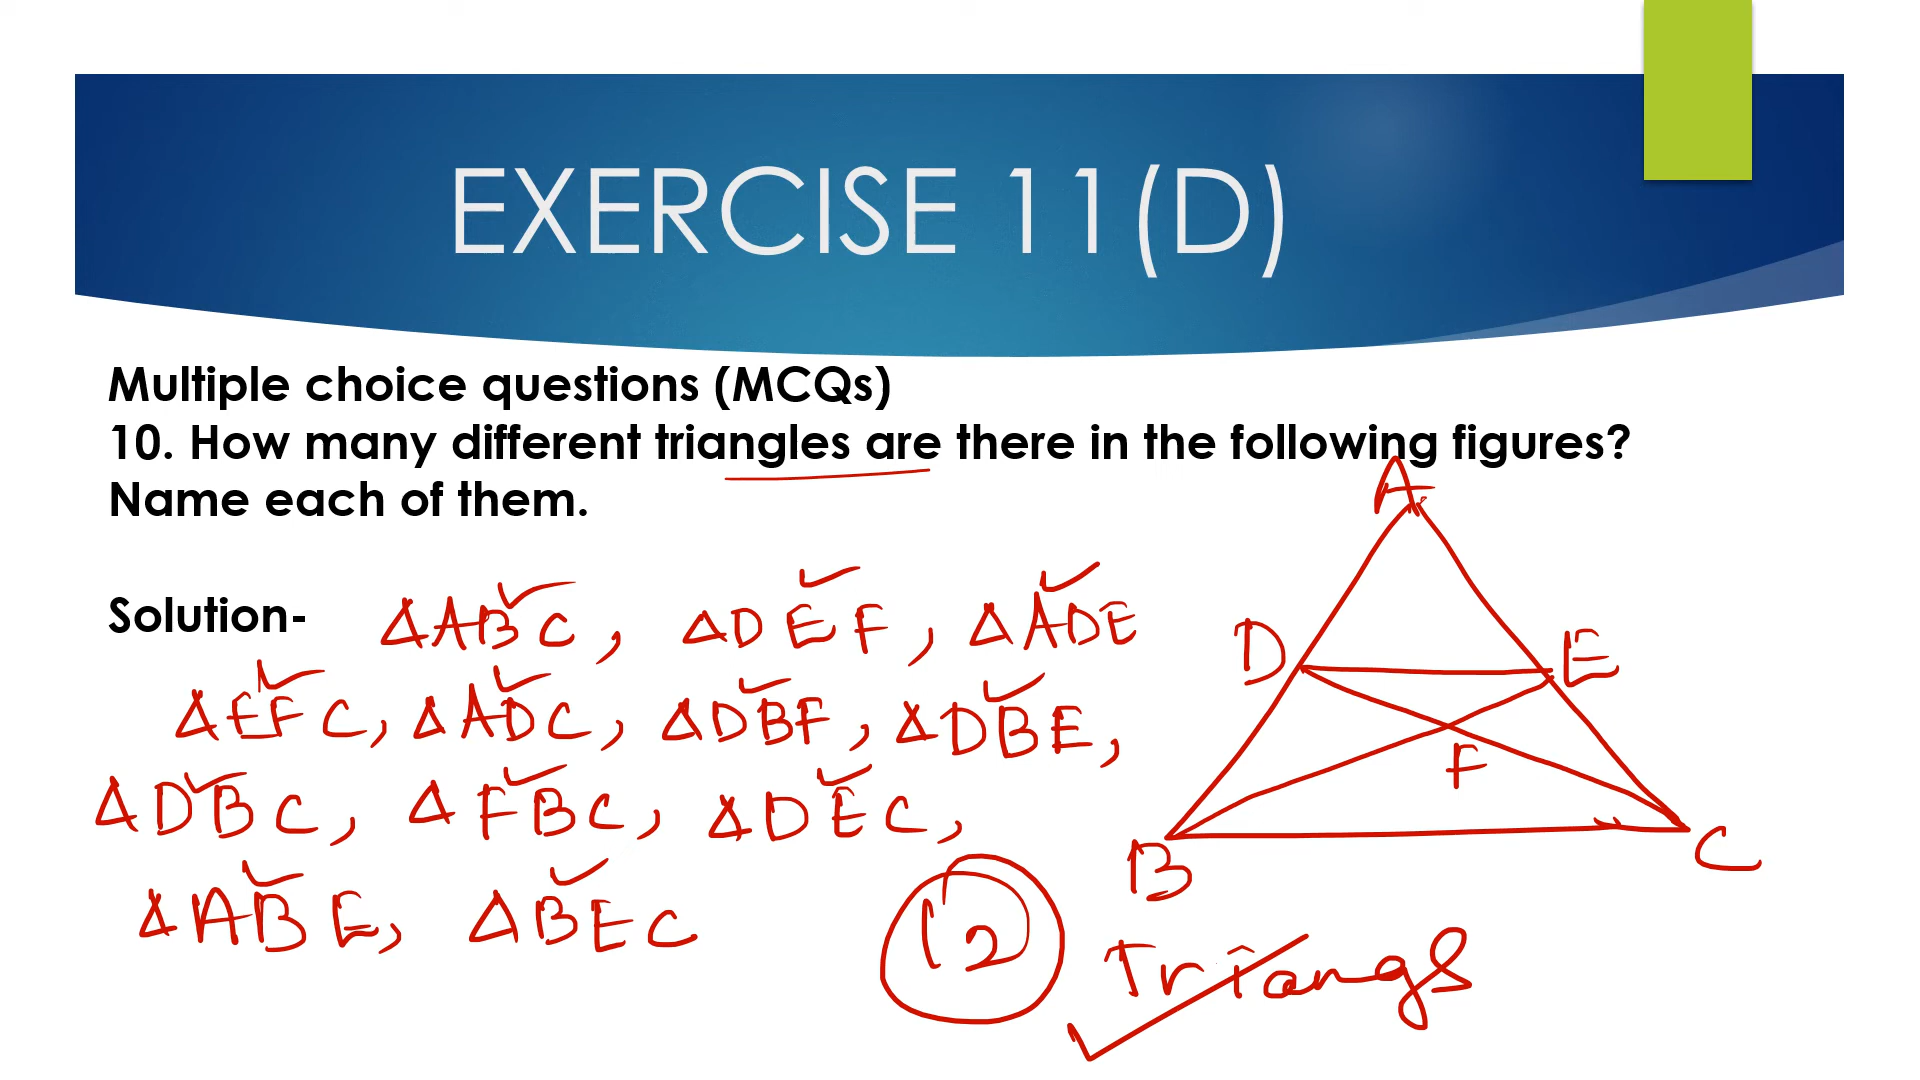 EXERCISE 11(D)
Multiple choice questions (MCQs)
10. How many different triangles are there in the following figures?
Name each of them.
A
Solution- ΔABC, ΔDEF, ΔADE
D E
ΔEFC, ΔADC, ΔDBF, ΔDBE,
F
ΔDBC, ΔFBC, ΔDEC,
B C
ΔABE, ΔBEC 12
Triangs